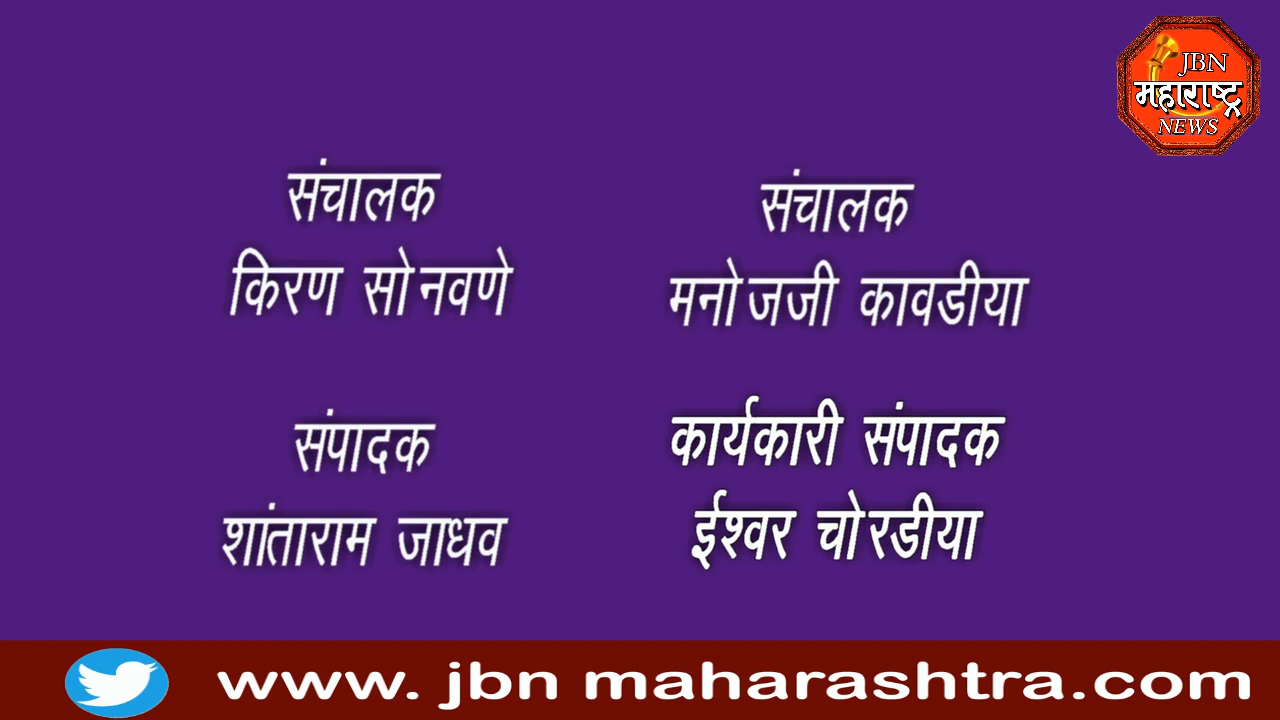 JBN
महाराष्ट्र
NEWS
संचालक
किरण सोनवणे
संचालक
मनोजजी कावडीया
संपादक
शांताराम जाधव
कार्यकारी संपादक
ईश्वर चोरडीया
www. jbn maharashtra.com